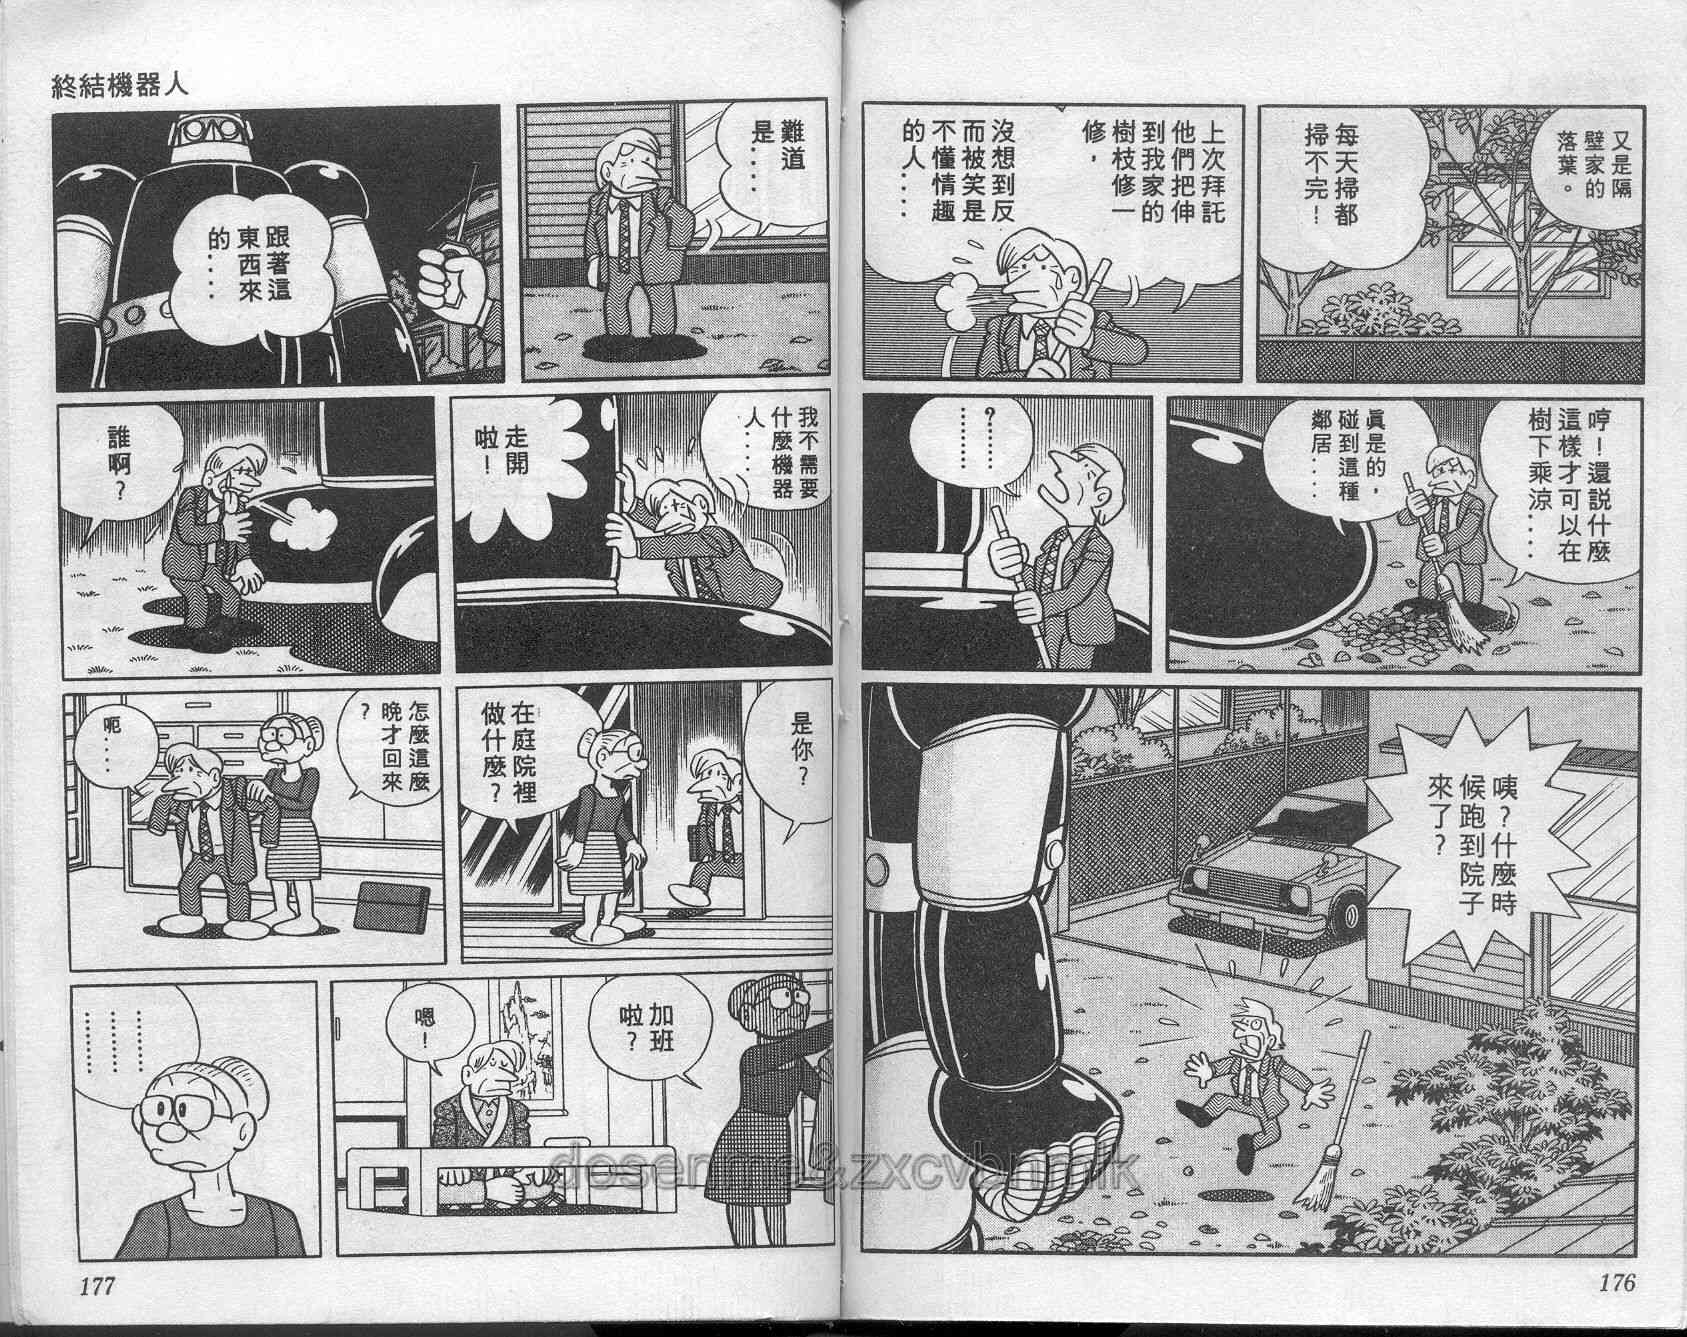 又是隔
壁家的
落葉。
每天掃都
掃不完！
上次拜託
他們把伸
到我家的
樹枝修一
修，
沒想到反
而被笑是
不懂情趣
的人‥‥
哼！還說什麼
這樣才可以在
樹下乘涼‥‥
眞是的，
碰到這種
鄰居‥‥
？
‥‥‥
咦？什麼時
候跑到院子
來了？
176
終結機器人
難道
是‥‥
跟著這
東西來
的‥‥
我不需要
什麼機器
人‥‥
走開
啦！
誰啊？
是你？
在庭院裡
做什麼？
怎麼這麼
晚才回來
？
呃‥‥
加班
啦？
嗯！
‥‥‥‥
‥‥‥‥
‥‥‥‥
177
dosenme&zxcvbnmlk